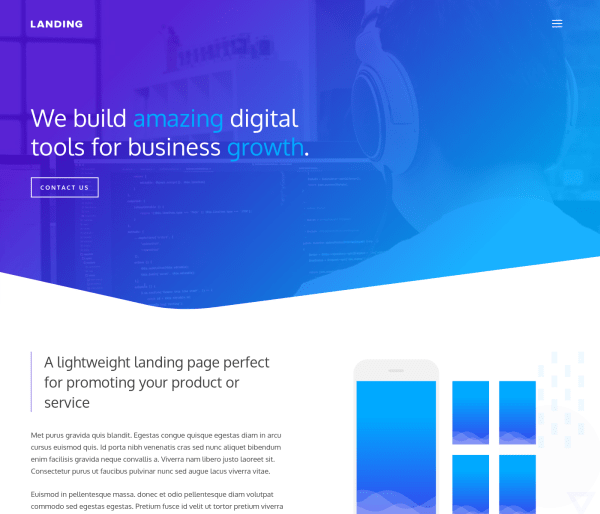 LANDING
We build amazing digital
tools for business growth.
CONTACT US
A lightweight landing page perfect
for promoting your product or
service
Met purus gravida quis blandit. Egestas congue quisque egestas diam in arcu
cursus euismod quis. Id porta nibh venenatis cras sed nunc aliquet bibendum
enim facilisis gravida neque convallis a. Viverra nam libero justo laoreet sit.
Consectetur purus ut faucibus pulvinar nunc sed augue lacus viverra vitae.
Euismod in pellentesque massa, donec et odio pellentesque diam volutpat
commodo sed egestas egestas. Pretium fusce id velit ut tortor pretium viverra